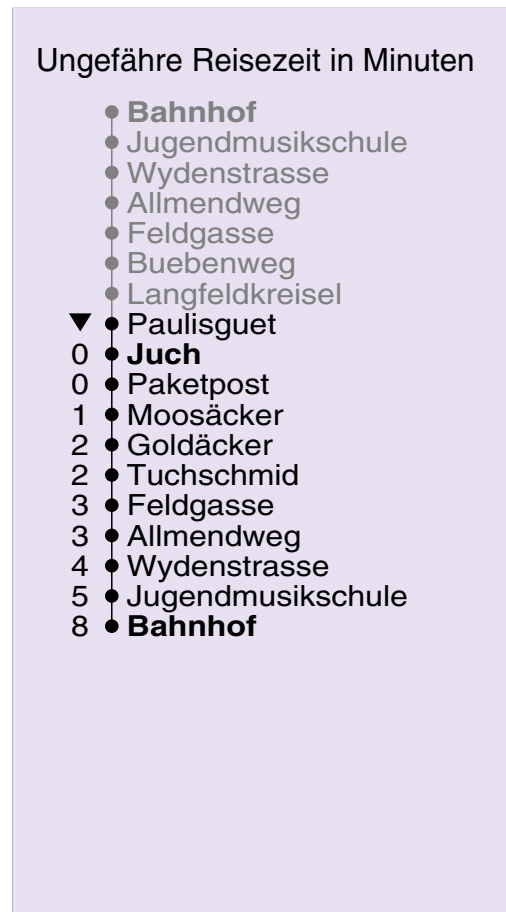 Ungefähre Reisezeit in Minuten
Bahnhof
Jugendmusikschule
Wydenstrasse
Allmendweg
Feldgasse
Buebenweg
Langfeldkreisel
▼ Paulisguet
0 Juch
0 Paketpost
1 Moosäcker
2 Goldäcker
2 Tuchschmid
3 Feldgasse
3 Allmendweg
4 Wydenstrasse
5 Jugendmusikschule
8 Bahnhof